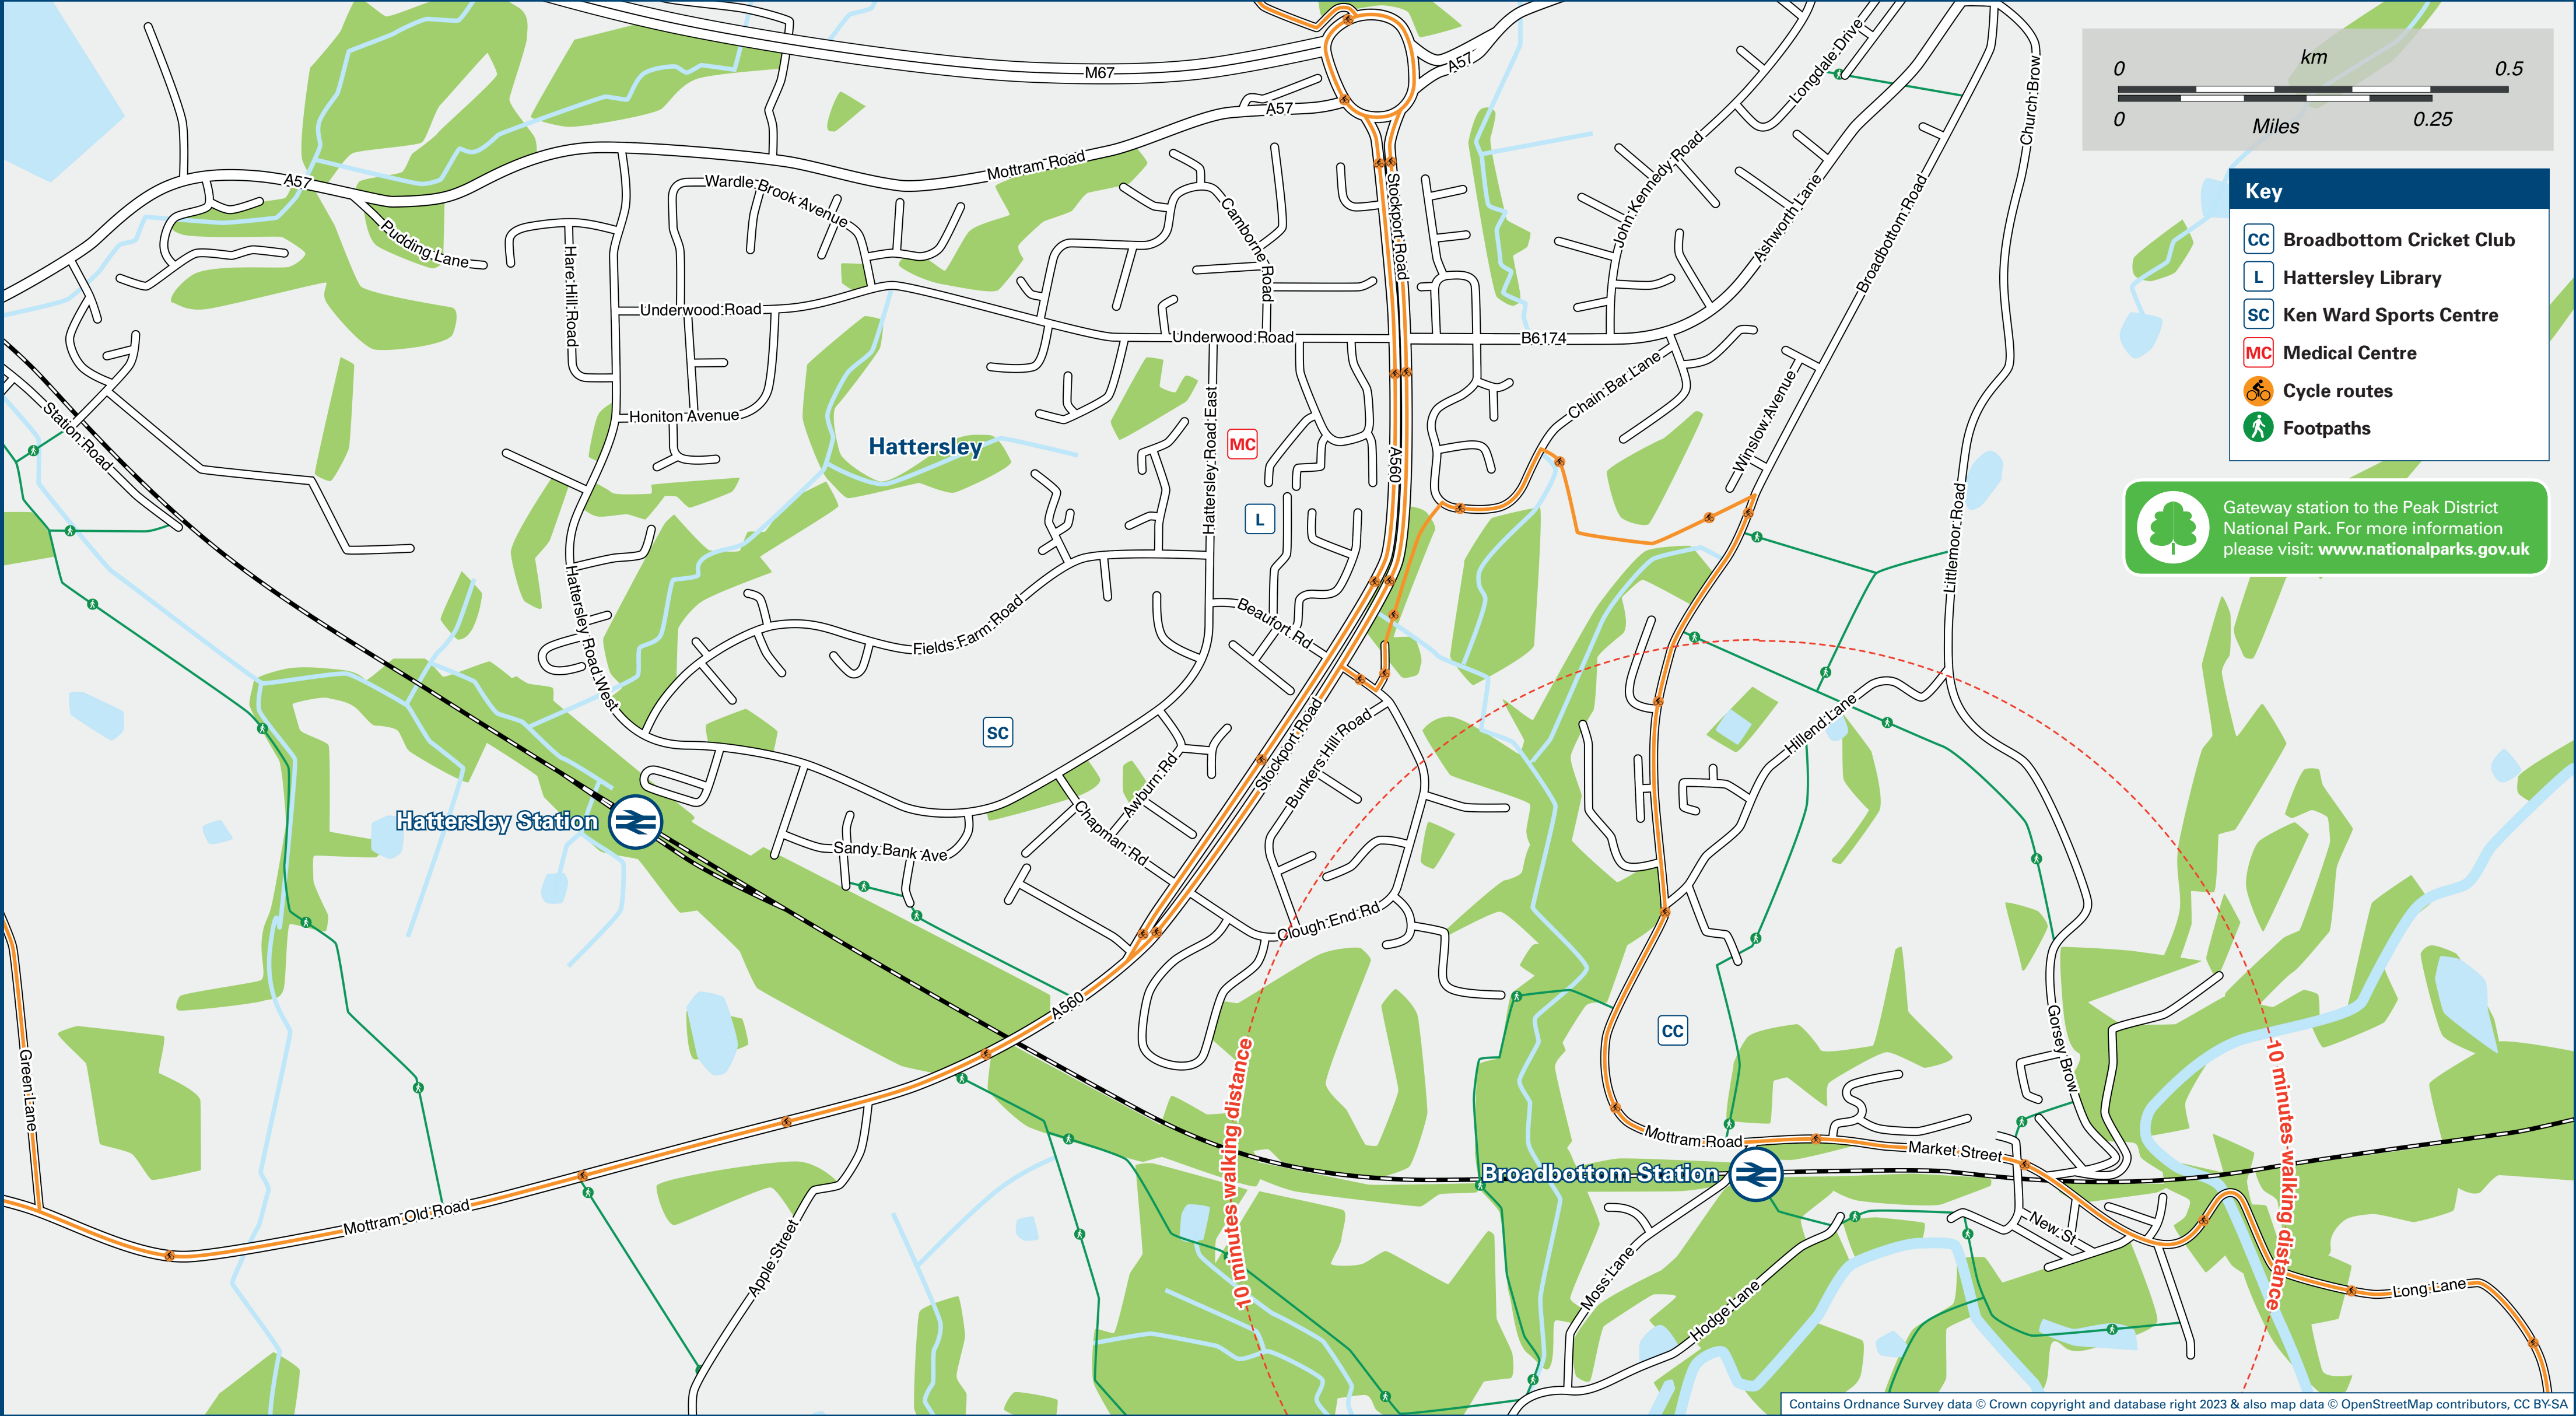 M67
A57
A57
Longdale Drive
Church Brow
km
0
0.5
0
Miles
0.25
A57
Mottram Road
Wardle Brook Avenue
Pudding Lane
Hare Hill Road
Camborne Road
Stockport Road
John Kennedy Road
Ashworth Lane
Broadbottom Road
Key
CC Broadbottom Cricket Club
L Hattersley Library
SC Ken Ward Sports Centre
MC Medical Centre
Cycle routes
Footpaths
Underwood Road
Underwood Road
B6174
Chain Bar Lane
Winslow Avenue
Station Road
Honiton Avenue
Hattersley
Hattersley Road East
MC
A560
L
Littlemoor Road
Gateway station to the Peak District
National Park. For more information
please visit: www.nationalparks.gov.uk
Hattersley Road West
Fields Farm Road
Beaufort Rd
SC
Stockport Road
Bunkers Hill Road
Hillend Lane
Hattersley Station
Awburn Rd
Chapman Rd
Sandy Bank Ave
Clough End Rd
A560
CC
Green Lane
Gorsey Brow
10 minutes walking distance
10 minutes walking distance
Mottram Road
Market Street
Broadbottom Station
Mottram Old Road
Apple Street
New St
Moss Lane
Hodge Lane
Long Lane
Contains Ordnance Survey data © Crown copyright and database right 2023 & also map data © OpenStreetMap contributors, CC BY-SA